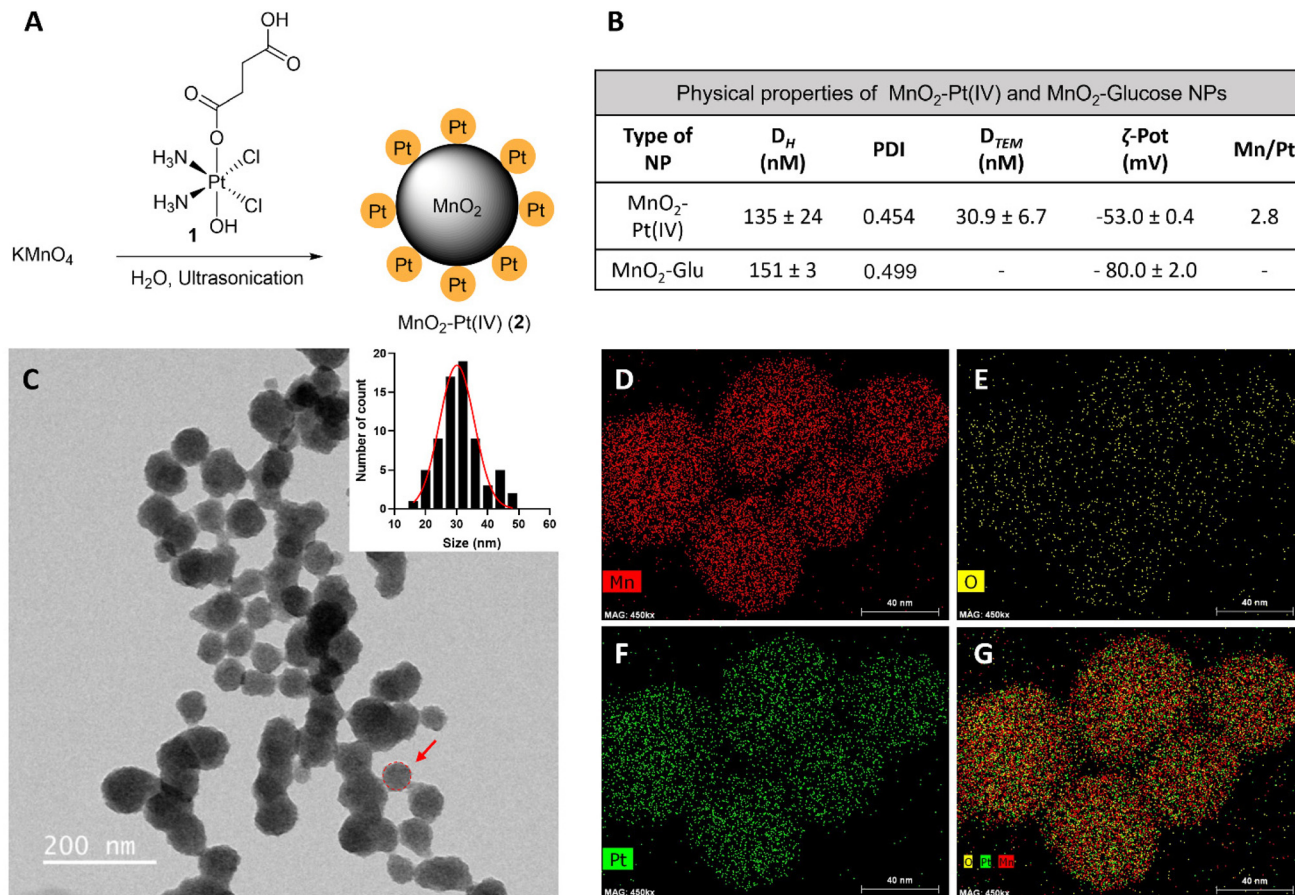 A
OH
O
O
O
H₃N
Cl
Pt
H₃N
Cl
OH
1
KMnO₄
H₂O, Ultrasonication
Pt
Pt
Pt
Pt
MnO₂
Pt
Pt
Pt
Pt
MnO₂-Pt(IV) (2)
B
Physical properties of MnO₂-Pt(IV) and MnO₂-Glucose NPs
Type of NP D_H (nM) PDI D_TEM (nM) ζ-Pot (mV) Mn/Pt
MnO₂-Pt(IV) 135 ± 24 0.454 30.9 ± 6.7 -53.0 ± 0.4 2.8
MnO₂-Glu 151 ± 3 0.499 - - 80.0 ± 2.0 -
C
200 nm
Number of count
20
15
10
5
0
10 20 30 40 50 60
Size (nm)
D
Mn
MAG: 450kx
40 nm
E
O
MAG: 450kx
40 nm
F
Pt
MAG: 450kx
40 nm
G
O Pt Mn
MAG: 450kx
40 nm